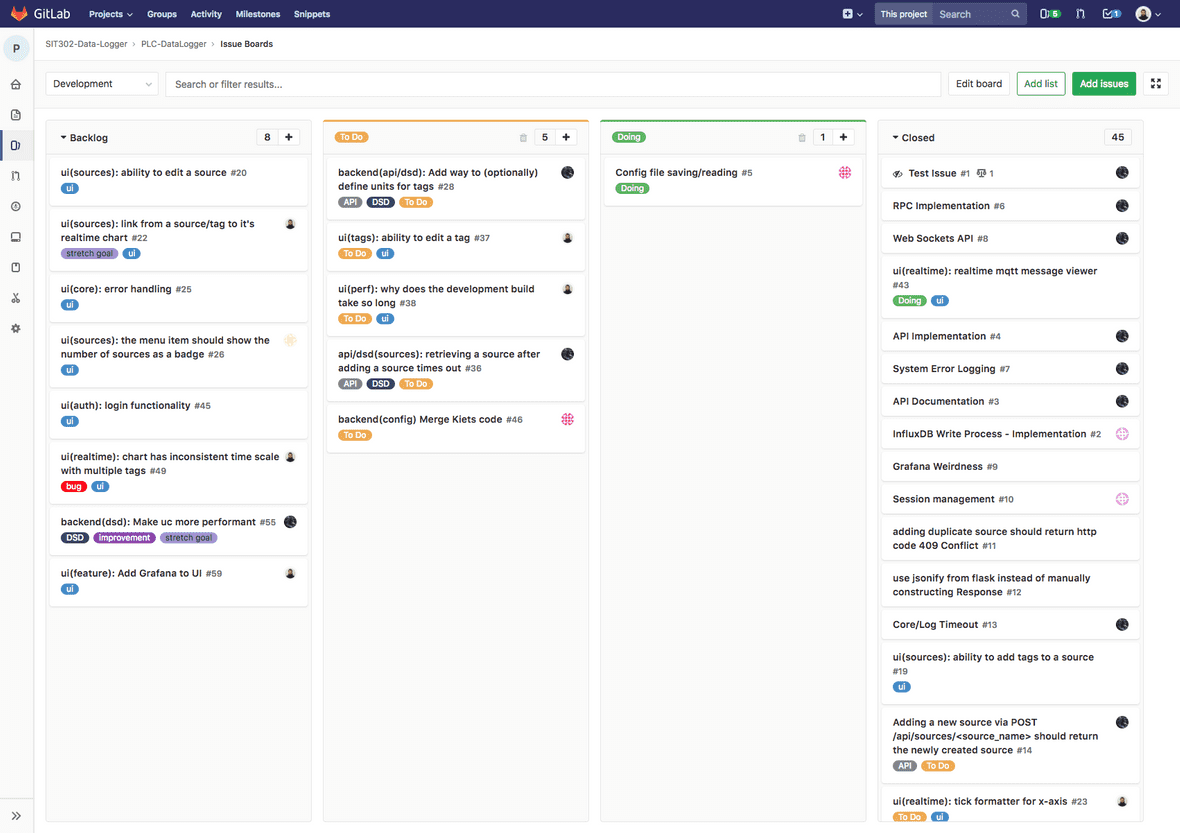 GitLab Projects Groups Activity Milestones Snippets This project Search 5 1
P SIT302-Data-Logger › PLC-DataLogger › Issue Boards
Development Search or filter results... Edit board Add list Add issues
Backlog 8
ui(sources): ability to edit a source #20
ui
ui(sources): link from a source/tag to it's
realtime chart #22
stretch goal ui
ui(core): error handling #25
ui
ui(sources): the menu item should show the
number of sources as a badge #26
ui
ui(auth): login functionality #45
ui
ui(realtime): chart has inconsistent time scale
with multiple tags #49
bug ui
backend(dsd): Make uc more performant #55
DSD improvement stretch goal
ui(feature): Add Grafana to UI #59
ui
To Do 5
backend(api/dsd): Add way to (optionally)
define units for tags #28
API DSD To Do
ui(tags): ability to edit a tag #37
To Do ui
ui(perf): why does the development build
take so long #38
To Do ui
api/dsd(sources): retrieving a source after
adding a source times out #36
API DSD To Do
backend(config) Merge Kiets code #46
To Do
Doing 1
Config file saving/reading #5
Doing
Closed 45
Test Issue #1 1
RPC Implementation #6
Web Sockets API #8
ui(realtime): realtime mqtt message viewer
#43
Doing ui
API Implementation #4
System Error Logging #7
API Documentation #3
InfluxDB Write Process - Implementation #2
Grafana Weirdness #9
Session management #10
adding duplicate source should return http
code 409 Conflict #11
use jsonify from flask instead of manually
constructing Response #12
Core/Log Timeout #13
ui(sources): ability to add tags to a source
#19
ui
Adding a new source via POST
/api/sources/<source_name> should return
the newly created source #14
API To Do
ui(realtime): tick formatter for x-axis #23
To Do ui